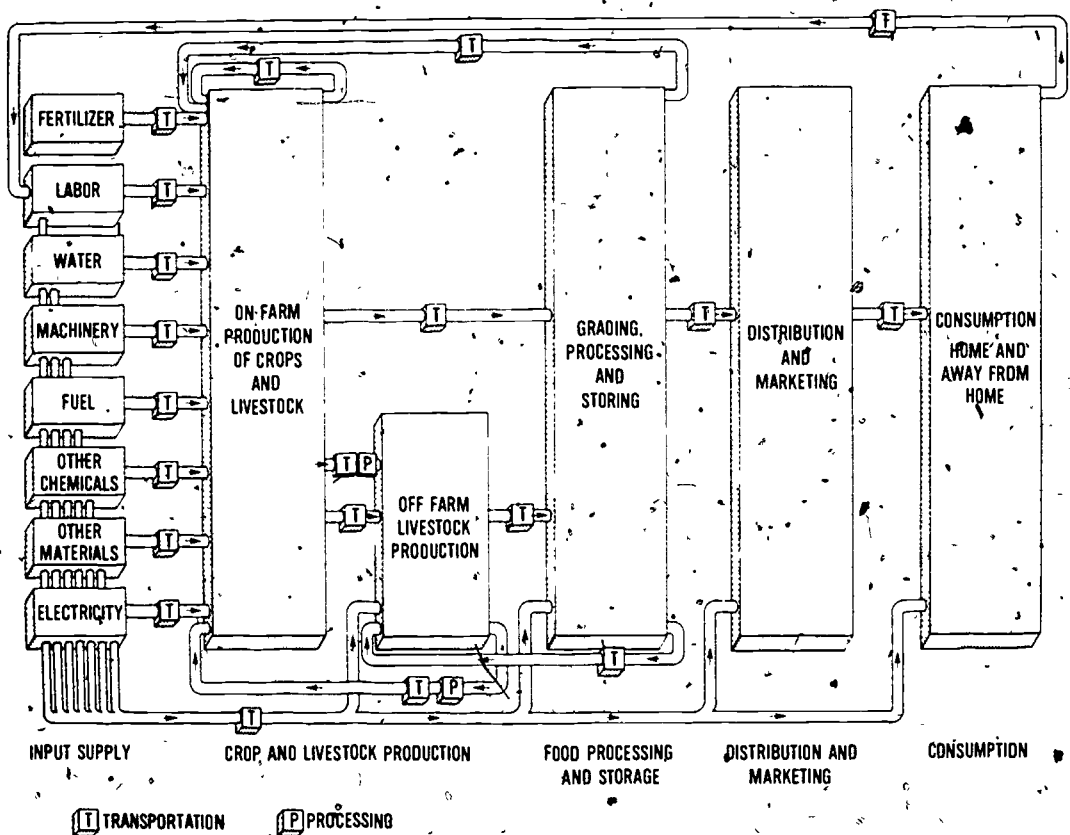 T
T
T
FERTILIZER
T
LABOR
T
WATER
T
MACHINERY
T
FUEL
T
OTHER
CHEMICALS
T
OTHER
MATERIALS
T
ELECTRICITY
T
ON-FARM
PRODUCTION
OF CROPS
AND
LIVESTOCK
T
T P
T
OFF FARM
LIVESTOCK
PRODUCTION
T
GRADING,
PROCESSING
AND
STORING
T
DISTRIBUTION
AND
MARKETING
T
CONSUMPTION
HOME AND
AWAY FROM
HOME
T
T P
T
INPUT SUPPLY
CROP AND LIVESTOCK PRODUCTION
FOOD PROCESSING
AND STORAGE
DISTRIBUTION AND
MARKETING
CONSUMPTION
T TRANSPORTATION
P PROCESSING